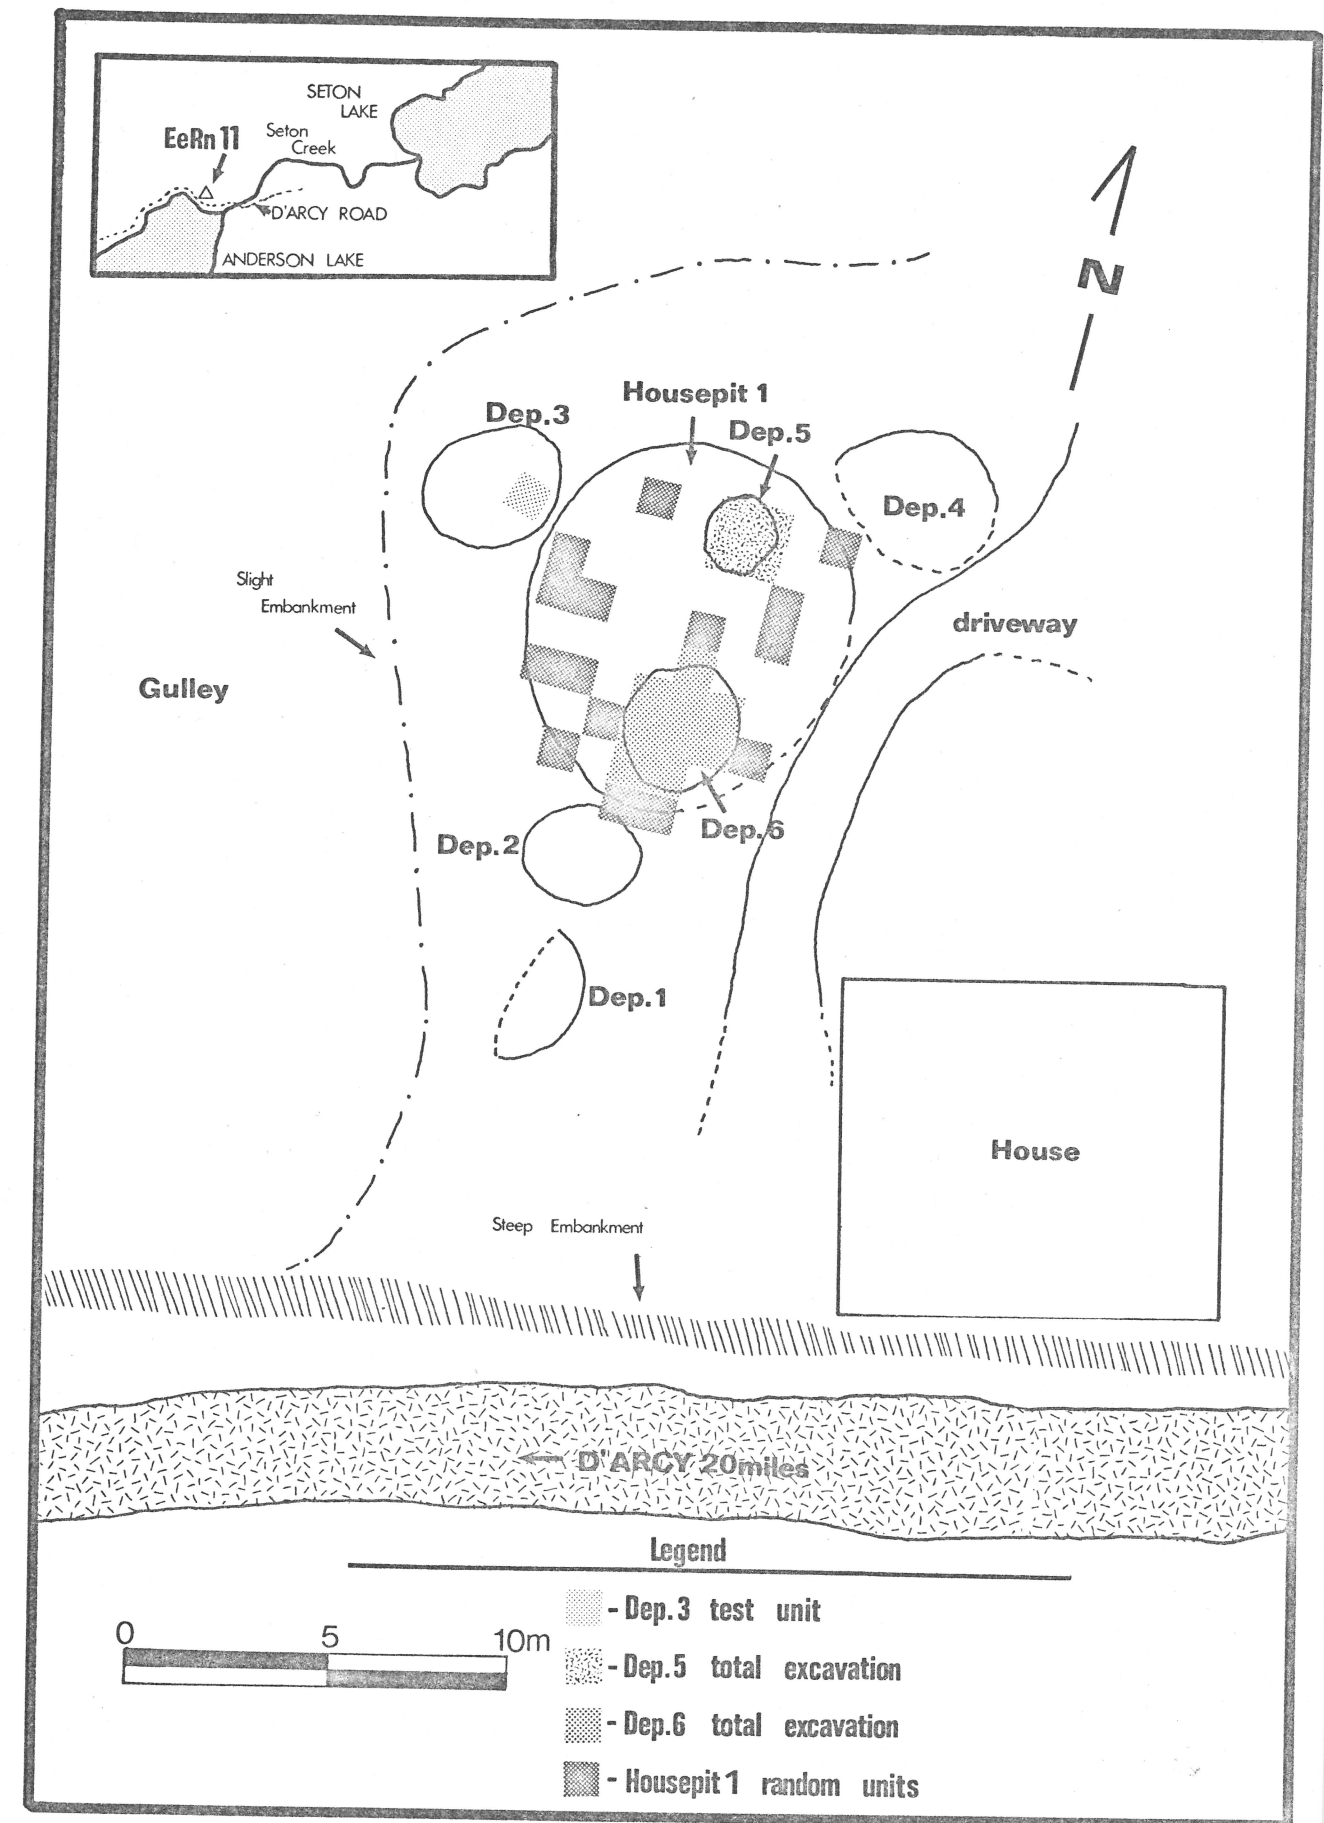 SETON
LAKE
EeRn 11
Seton
Creek
D'ARCY ROAD
ANDERSON LAKE
N
Housepit 1
Dep.3
Dep.5
Dep.4
Slight
Embankment
driveway
Gulley
Dep.6
Dep.2
Dep.1
House
Steep Embankment
D'ARCY 20miles
Legend
- Dep.3 test unit
0 5 10m
- Dep.5 total excavation
- Dep.6 total excavation
- Housepit 1 random units